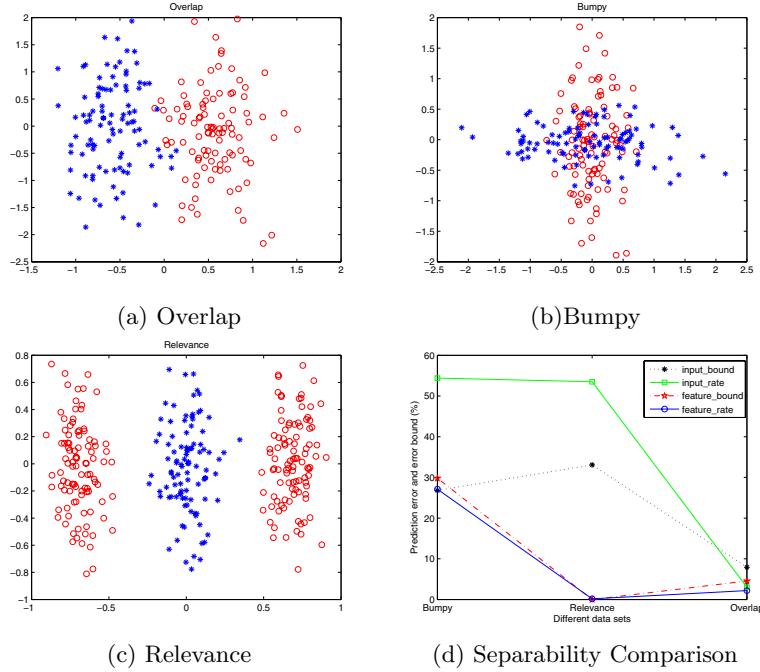 Overlap
2
1.5
1
0.5
0
−0.5
−1
−1.5
−2
−2.5
−1.5 −1 −0.5 0 0.5 1 1.5 2
(a) Overlap
Bumpy
2
1.5
1
0.5
0
−0.5
−1
−1.5
−2
−2.5 −2 −1.5 −1 −0.5 0 0.5 1 1.5 2 2.5
(b)Bumpy
Relevance
0.8
0.6
0.4
0.2
0
−0.2
−0.4
−0.6
−0.8
−1
−1 −0.5 0 0.5 1
(c) Relevance
60
50
40
30
20
10
0
Prediction error and error bound (%)
input_bound
input_rate
feature_bound
feature_rate
Bumpy Relevance Overlap
Different data sets
(d) Separability Comparison